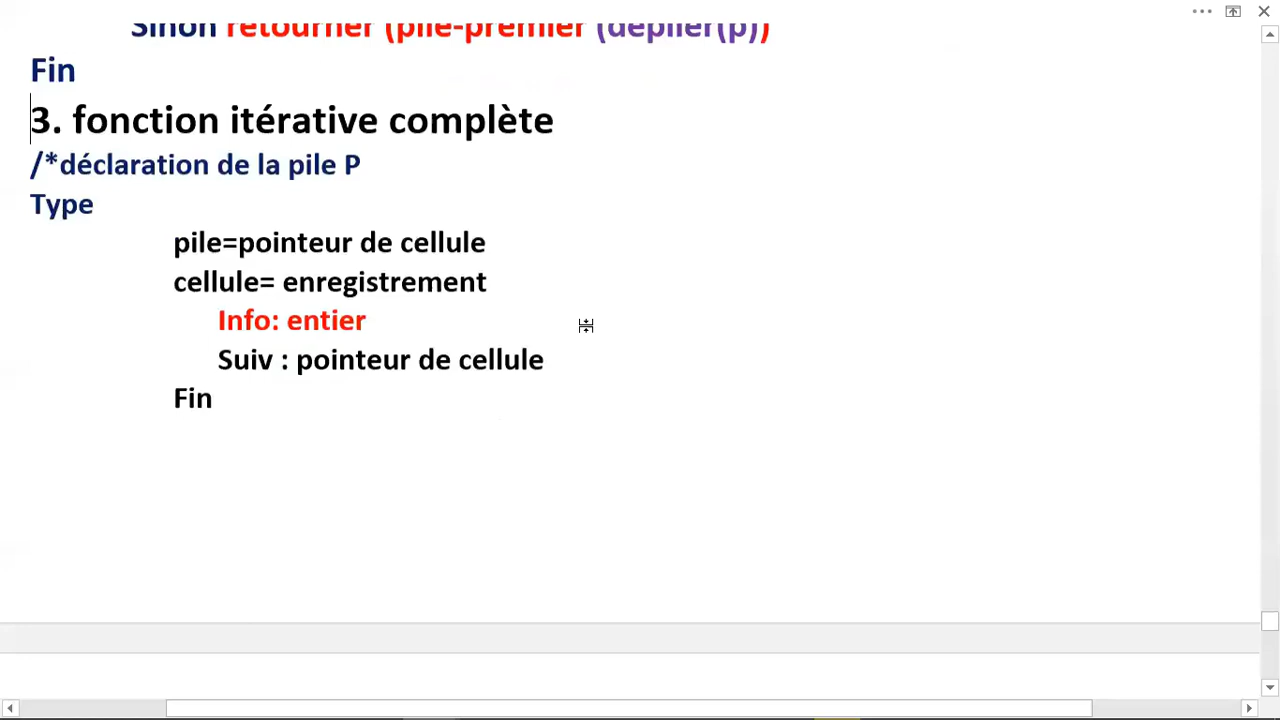 Sinon retourner (pile-premier (depiler(p))
Fin
3. fonction itérative complète
/*déclaration de la pile P
Type
pile=pointeur de cellule
cellule= enregistrement
Info: entier
Suiv : pointeur de cellule
Fin